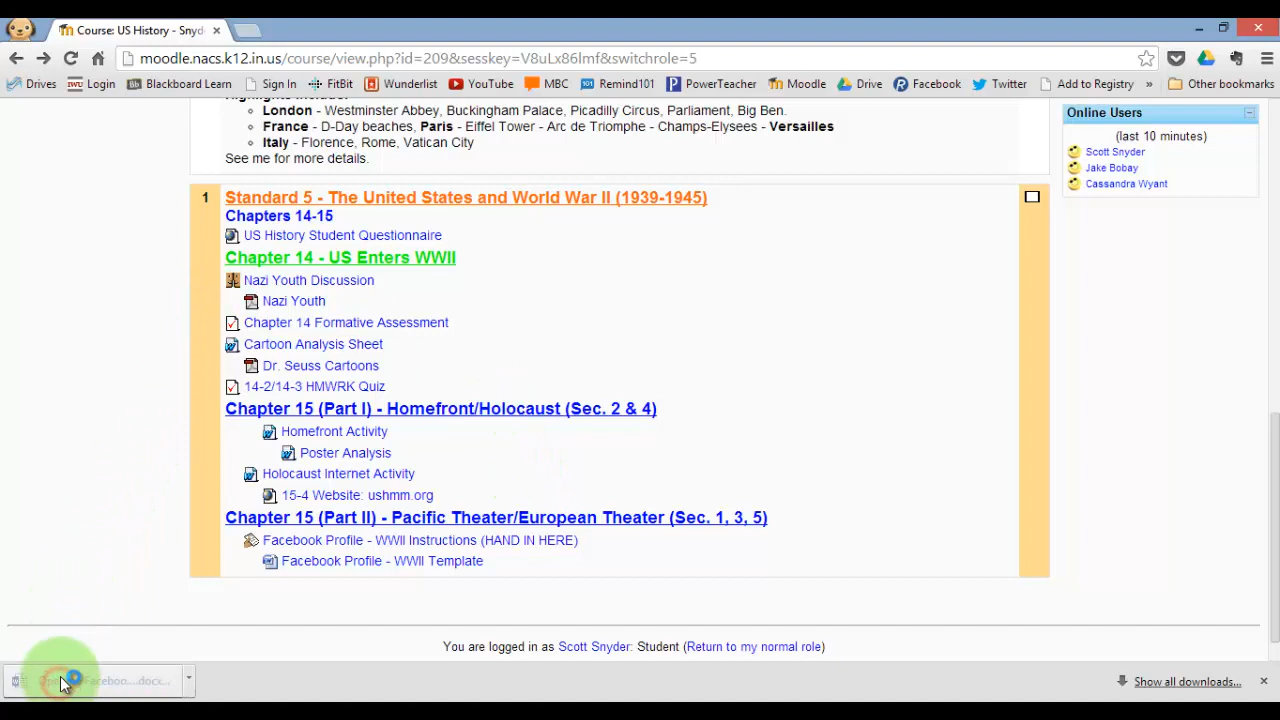 Course: US History - Snyd
moodle.nacs.k12.in.us/course/view.php?id=209&sesskey=V8uLx86lmf&switchrole=5
Drives Login Blackboard Learn Sign In FitBit Wunderlist YouTube MBC Remind101 PowerTeacher Moodle Drive Facebook Twitter Add to Registry » Other bookmarks
London - Westminster Abbey, Buckingham Palace, Picadilly Circus, Parliament, Big Ben.
France - D-Day beaches, Paris - Eiffel Tower - Arc de Triomphe - Champs-Elysees - Versailles
Italy - Florence, Rome, Vatican City
See me for more details.
Online Users
(last 10 minutes)
Scott Snyder
Jake Bobay
Cassandra Wyant
1 Standard 5 - The United States and World War II (1939-1945)
Chapters 14-15
US History Student Questionnaire
Chapter 14 - US Enters WWII
Nazi Youth Discussion
Nazi Youth
Chapter 14 Formative Assessment
Cartoon Analysis Sheet
Dr. Seuss Cartoons
14-2/14-3 HMWRK Quiz
Chapter 15 (Part I) - Homefront/Holocaust (Sec. 2 & 4)
Homefront Activity
Poster Analysis
Holocaust Internet Activity
15-4 Website: ushmm.org
Chapter 15 (Part II) - Pacific Theater/European Theater (Sec. 1, 3, 5)
Facebook Profile - WWII Instructions (HAND IN HERE)
Facebook Profile - WWII Template
You are logged in as Scott Snyder: Student (Return to my normal role)
Show all downloads...